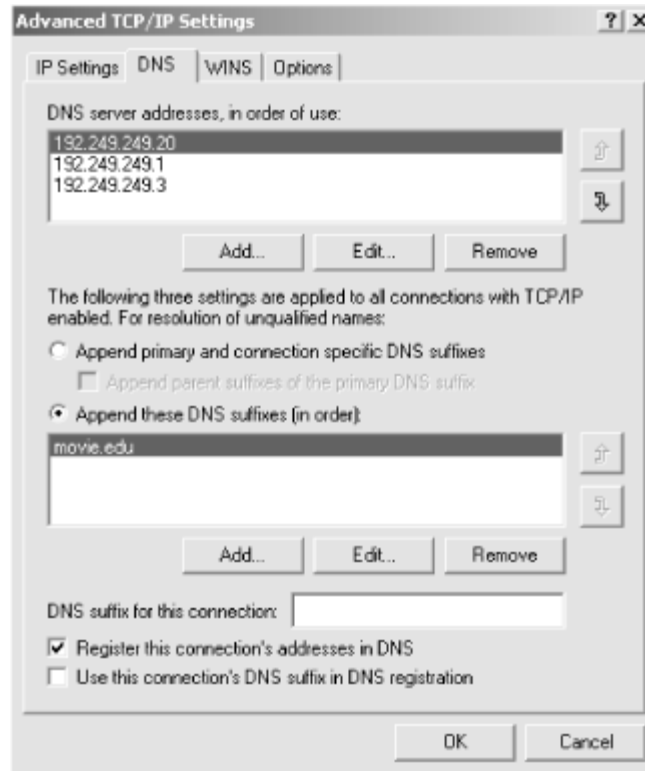 Advanced TCP/IP Settings
IP Settings DNS WINS Options
DNS server addresses, in order of use:
192.249.249.20
192.249.249.1
192.249.249.3
Add... Edit... Remove
The following three settings are applied to all connections with TCP/IP
enabled. For resolution of unqualified names:
Append primary and connection specific DNS suffixes
Append parent suffixes of the primary DNS suffix
Append these DNS suffixes (in order):
movie.edu
Add... Edit... Remove
DNS suffix for this connection:
Register this connection's addresses in DNS
Use this connection's DNS suffix in DNS registration
OK Cancel